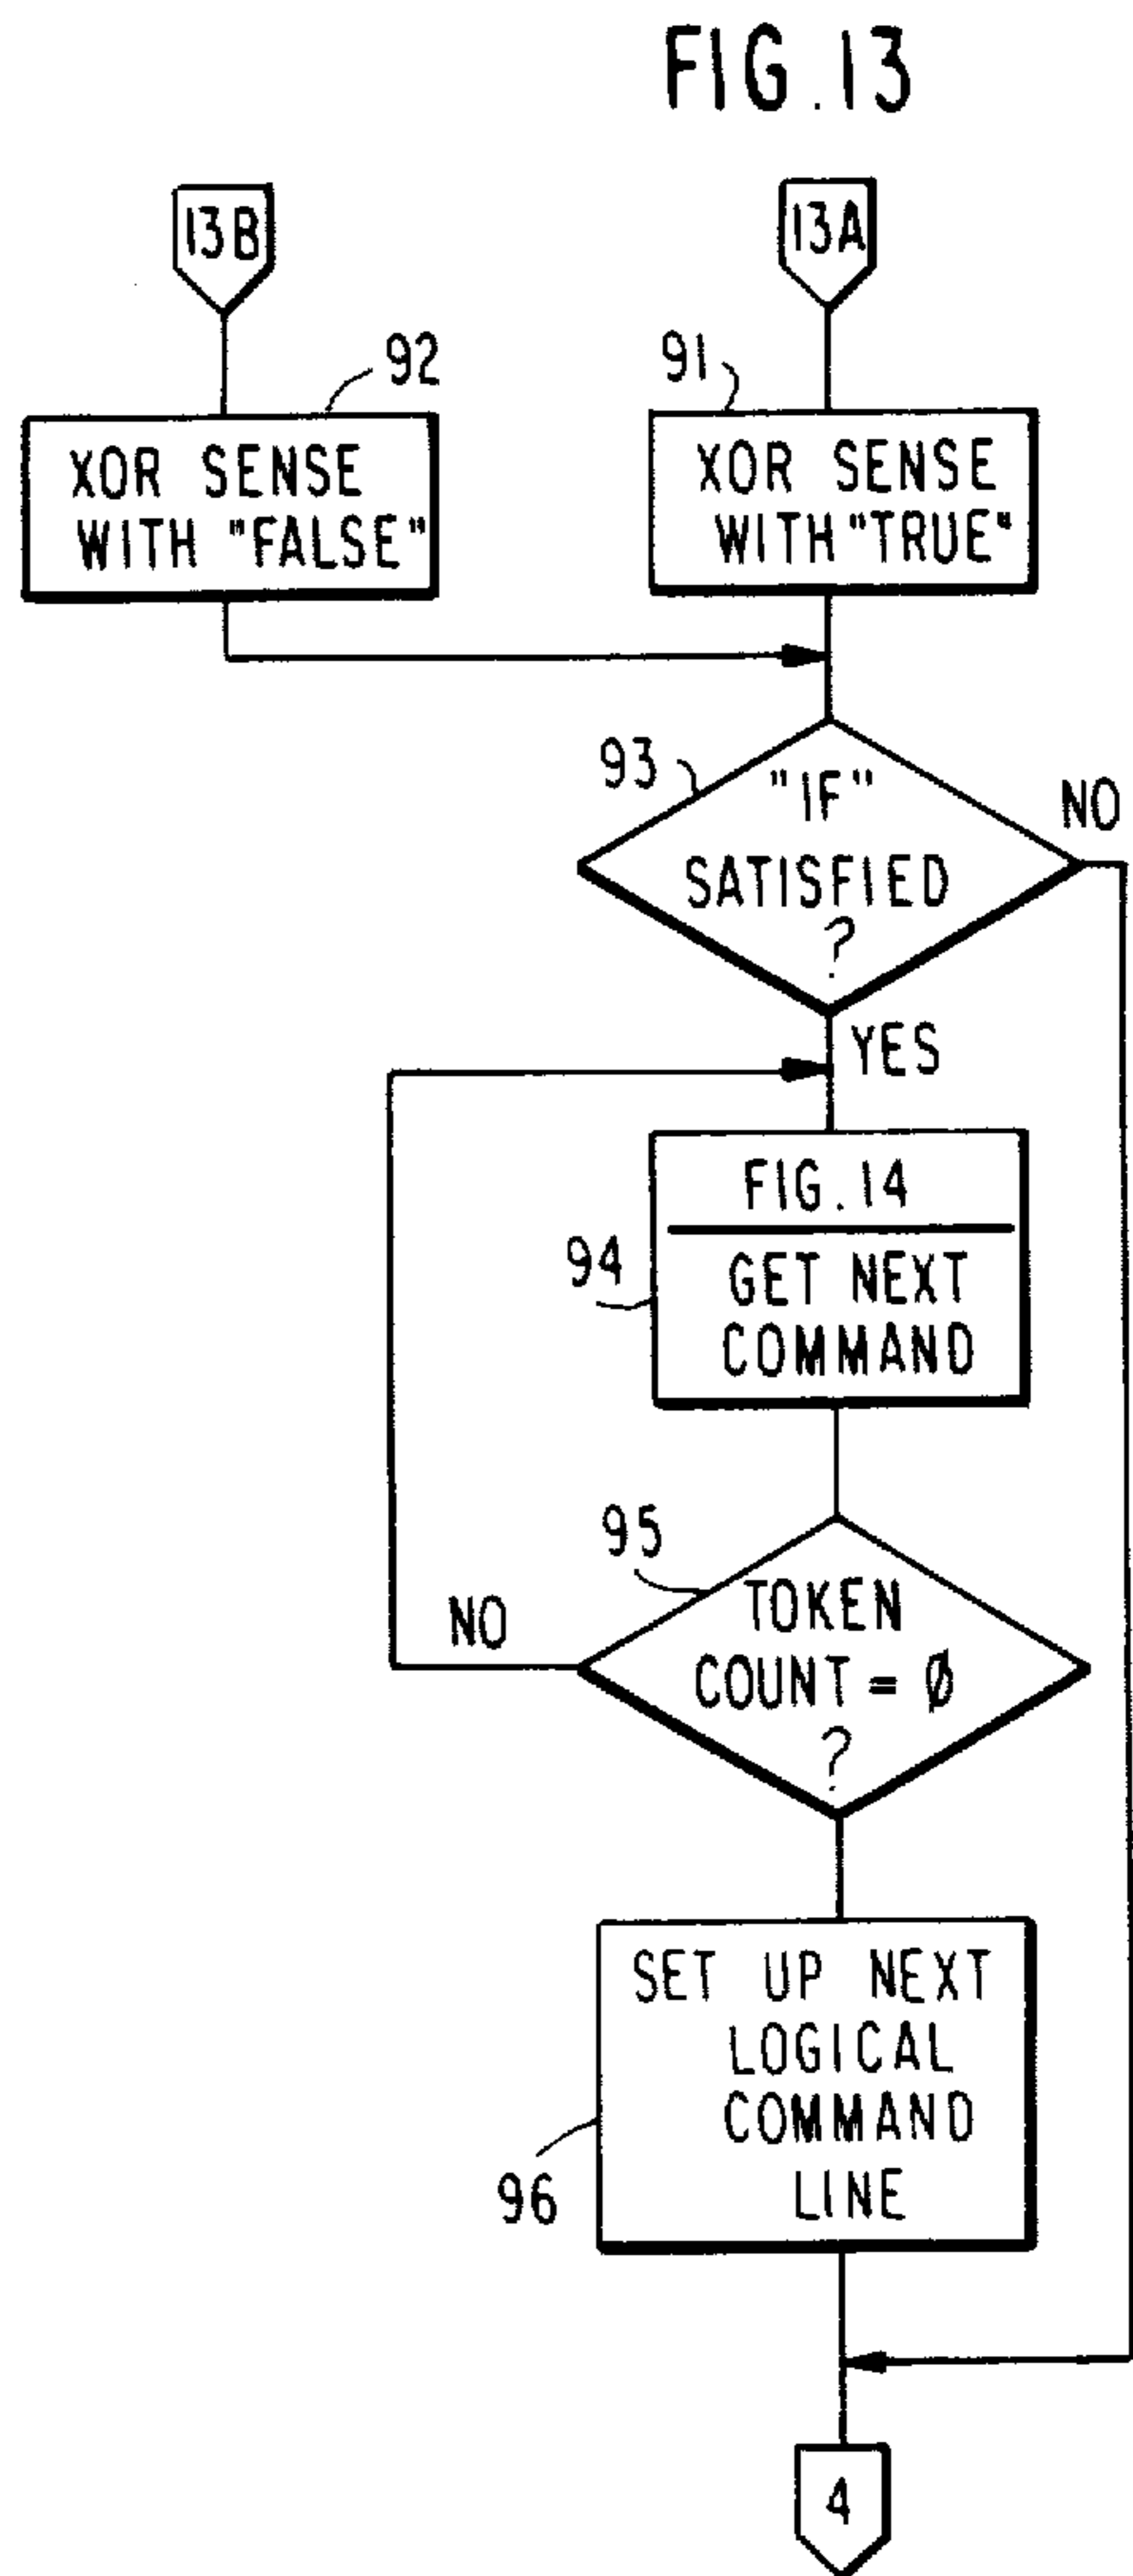 FIG. 13
13B
13A
92
91
XOR SENSE
WITH "FALSE"
XOR SENSE
WITH "TRUE"
93
"IF"
SATISFIED
?
NO
YES
FIG. 14
94
GET NEXT
COMMAND
95
TOKEN
COUNT = Ø
?
NO
SET UP NEXT
LOGICAL
COMMAND
LINE
96
4